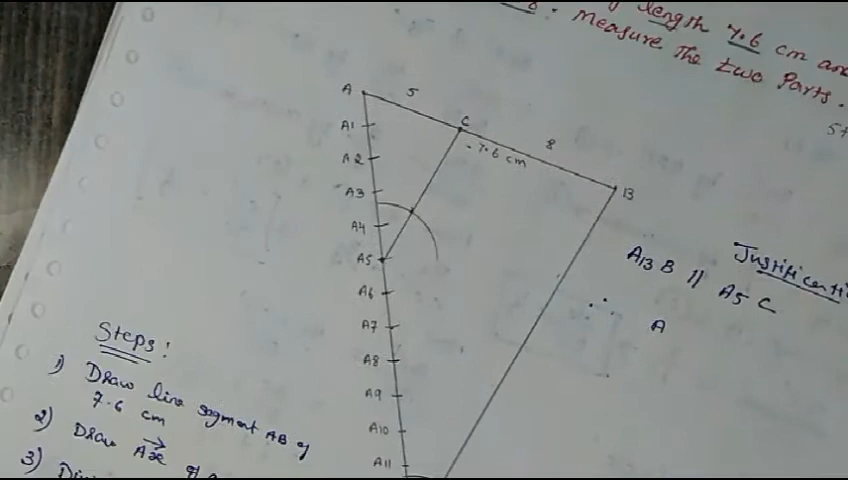 length 7.6 cm and
8. Measure the two Parts.
A
5
C
8
7.6 cm
B
A1
A2
A3
A4
A5
A6
A7
A8
A9
A10
A11
A13 B || A5 C
∴ A
Steps:
1) Draw line segment AB of
7.6 cm
2) Draw Ax
3)